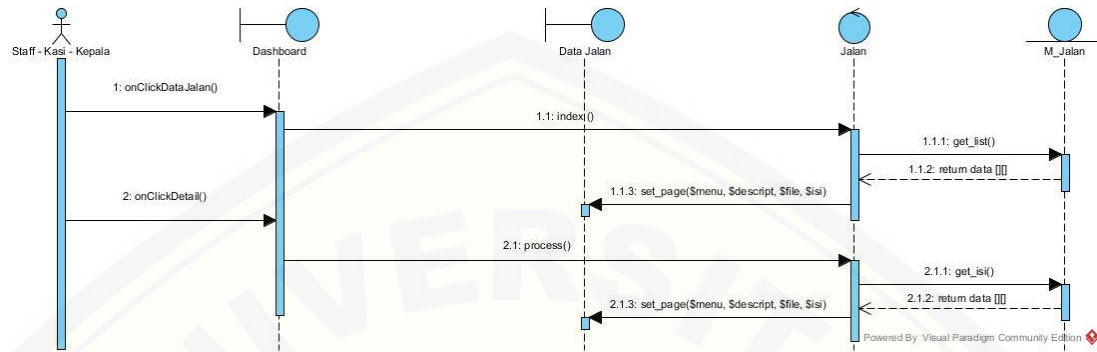 Staff - Kasi - Kepala
Dashboard
Data Jalan
Jalan
M_Jalan
1: onClickDataJalan()
1.1: index()
1.1.1: get_list()
1.1.2: return data [][]
1.1.3: set_page($menu, $descript, $file, $isi)
2: onClickDetail()
2.1: process()
2.1.1: get_isi()
2.1.2: return data [][]
2.1.3: set_page($menu, $descript, $file, $isi)
UNIVERSIT
Powered By Visual Paradigm Community Edition